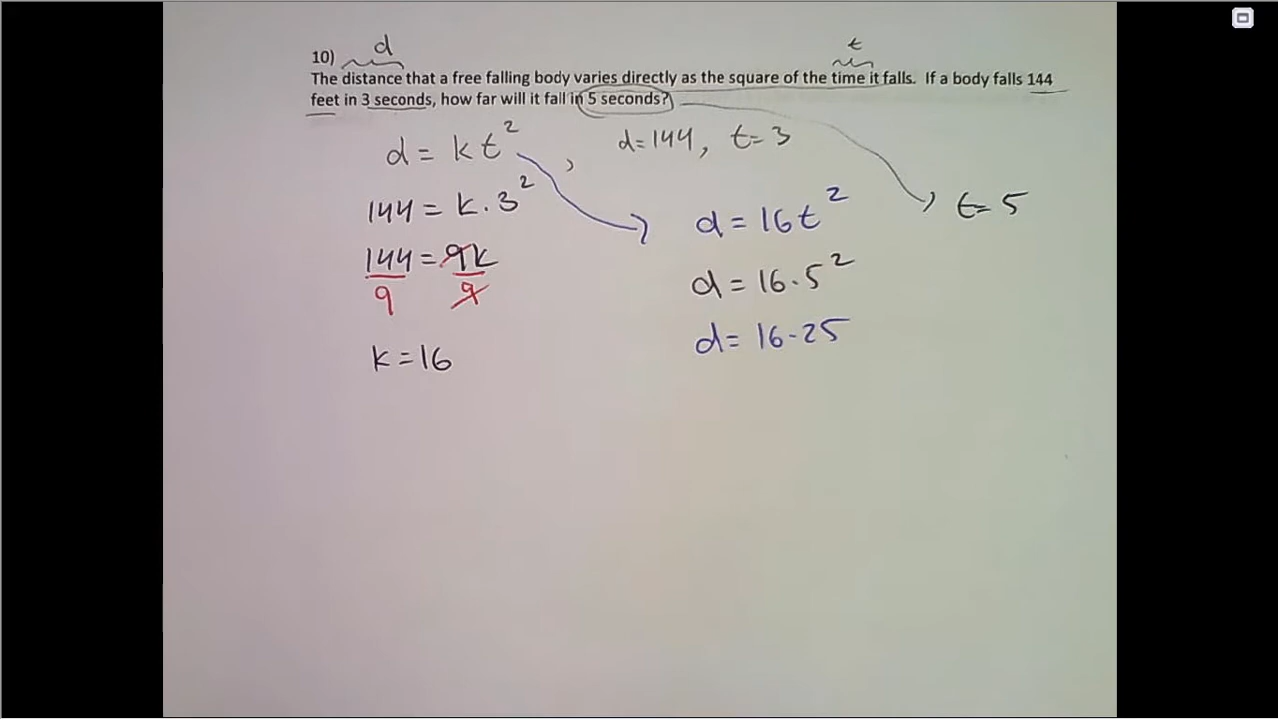 d
t
10)
The distance that a free falling body varies directly as the square of the time it falls. If a body falls 144
feet in 3 seconds, how far will it fall in 5 seconds?
d = kt²
, d=144, t=3
144 = k·3²
d = 16t²
t=5
144 = 9k
9 9
d = 16·5²
k=16
d= 16·25